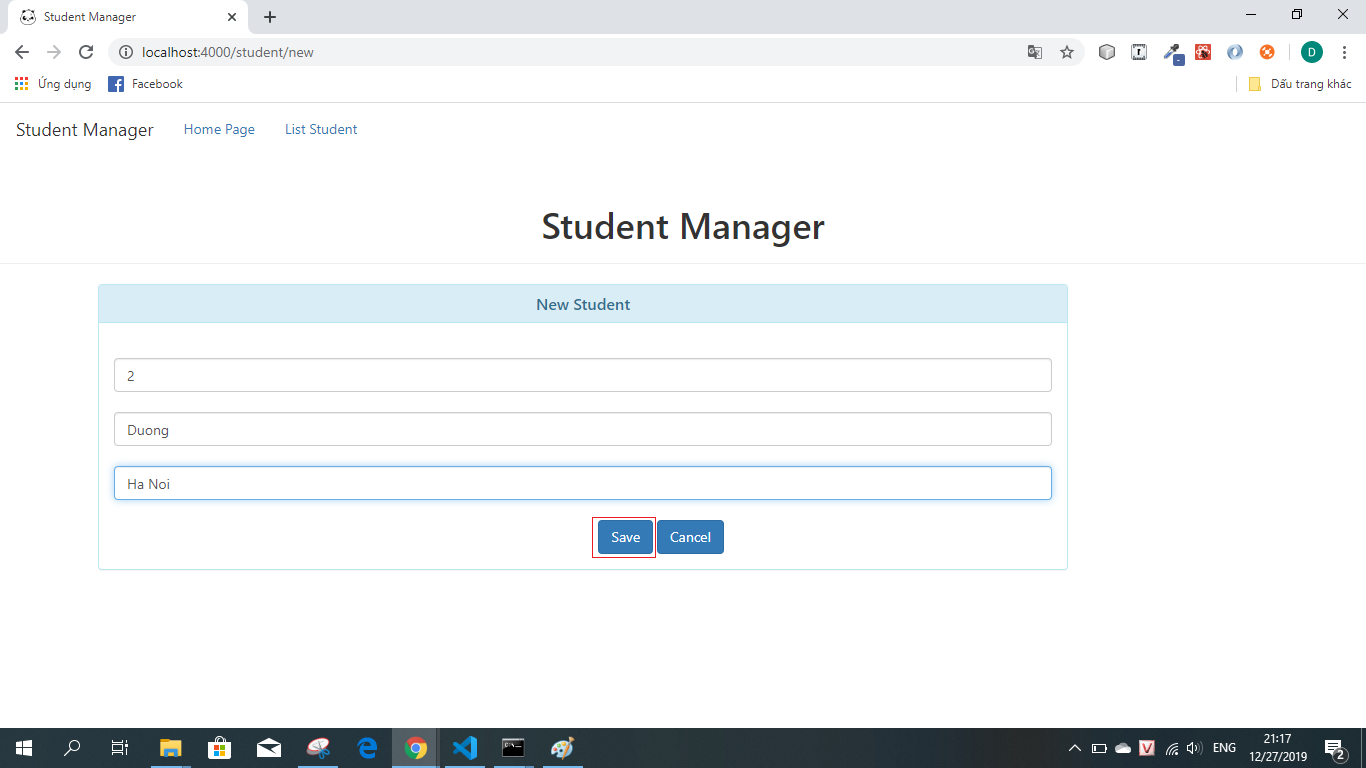 Student Manager
localhost:4000/student/new
D
Ứng dụng
Facebook
Dấu trang khác
Student Manager
Home Page
List Student
Student Manager
New Student
2
Duong
Ha Noi
Save
Cancel
ENG
21:17
12/27/2019
2